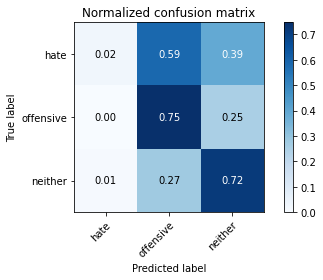 Normalized confusion matrix
True label
hate
offensive
neither
0.02 0.59 0.39
0.00 0.75 0.25
0.01 0.27 0.72
hate
offensive
neither
Predicted label
0.7
0.6
0.5
0.4
0.3
0.2
0.1
0.0